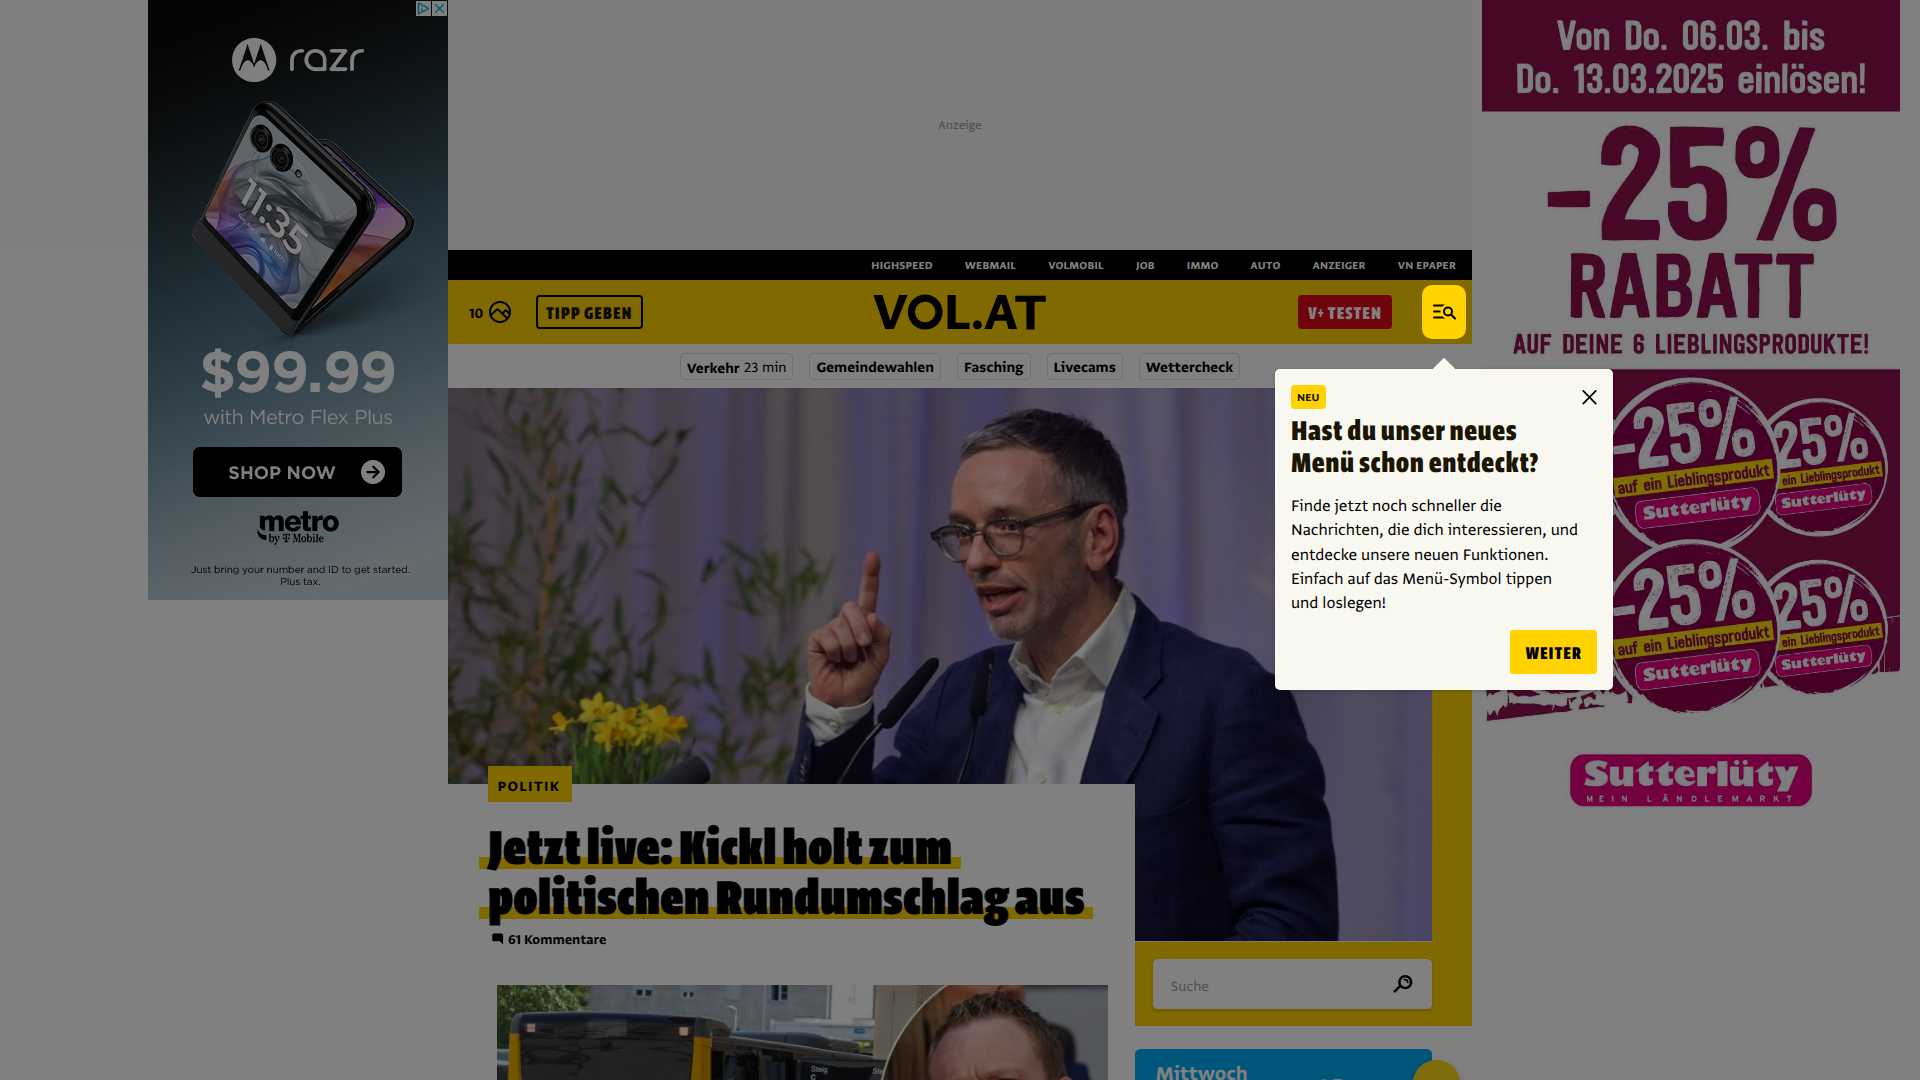 razr
11:35
$99.99
with Metro Flex Plus
SHOP NOW
metro
by T Mobile
Just bring your number and ID to get started.
Plus tax.
Anzeige
HIGHSPEED WEBMAIL VOLMOBIL JOB IMMO AUTO ANZEIGER VN EPAPER
10 TIPP GEBEN VOL.AT V+ TESTEN
Verkehr 23 min Gemeindewahlen Fasching Livecams Wettercheck
NEU
Hast du unser neues
Menü schon entdeckt?
Finde jetzt noch schneller die
Nachrichten, die dich interessieren, und
entdecke unsere neuen Funktionen.
Einfach auf das Menü-Symbol tippen
und loslegen!
WEITER
POLITIK
Jetzt live: Kickl holt zum
politischen Rundumschlag aus
61 Kommentare
Steig
C
Suche
Mittwoch
Von Do. 06.03. bis
Do. 13.03.2025 einlösen!
-25%
RABATT
AUF DEINE 6 LIEBLINGSPRODUKTE!
-25%
auf ein Lieblingsprodukt
Sutterlüty
25%
ein Lieblingsprodukt
Sutterlüty
-25%
auf ein Lieblingsprodukt
Sutterlüty
25%
ein Lieblingsprodukt
Sutterlüty
Sutterlüty
MEIN LÄNDLEMARKT